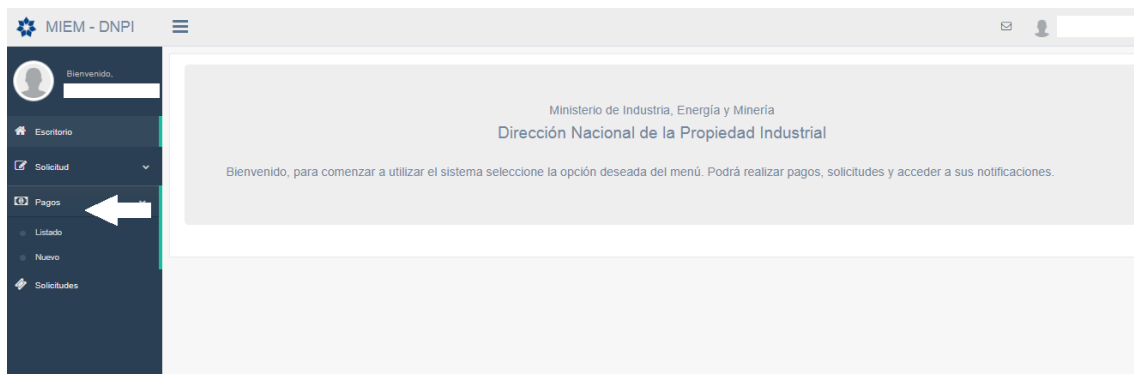 MIEM - DNPI
Bienvenido,
Escritorio
Solicitud
Pagos
Listado
Nuevo
Solicitudes
Ministerio de Industria, Energía y Minería
Dirección Nacional de la Propiedad Industrial
Bienvenido, para comenzar a utilizar el sistema seleccione la opción deseada del menú. Podrá realizar pagos, solicitudes y acceder a sus notificaciones.